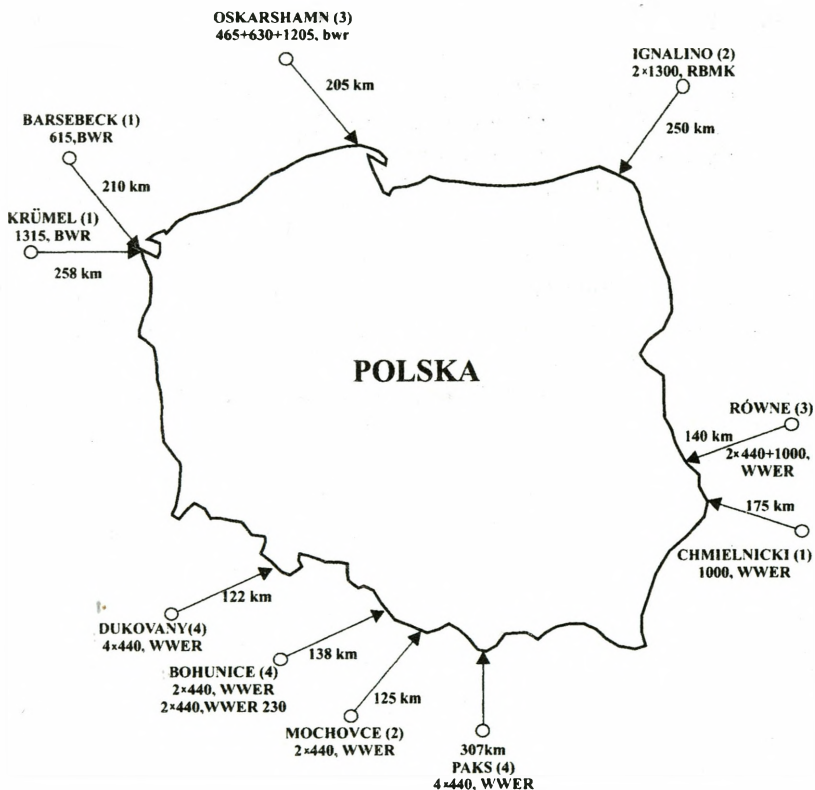 OSKARSHAMN (3)
465+630+1205, bwr
205 km
IGNALINO (2)
2×1300, RBMK
250 km
BARSEBECK (1)
615,BWR
210 km
KRÜMEL (1)
1315, BWR
258 km
POLSKA
RÓWNE (3)
140 km
2×440+1000,
WWER
175 km
CHMIELNICKI (1)
1000, WWER
122 km
DUKOVANY(4)
4×440, WWER
138 km
BOHUNICE (4)
2×440, WWER
2×440,WWER 230
125 km
MOCHOVCE (2)
2×440, WWER
307km
PAKS (4)
4×440, WWER